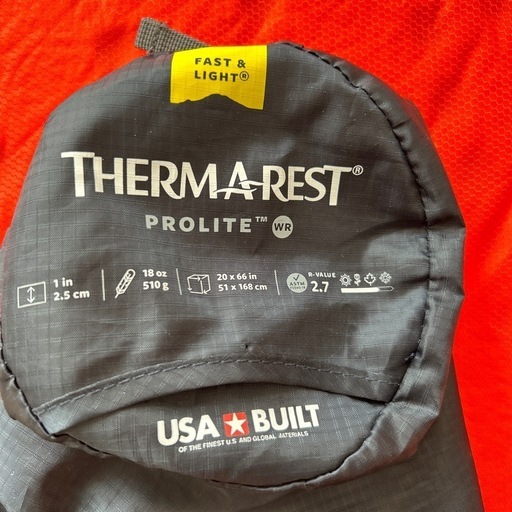 FAST &
LIGHT®
THERMAREST®
PROLITE™ WR
1 in
2.5 cm
18 oz
510 g
20 x 66 in
51 x 168 cm
ASTM
R-VALUE
2.7
USA BUILT
OF THE FINEST U.S. AND GLOBAL MATERIALS